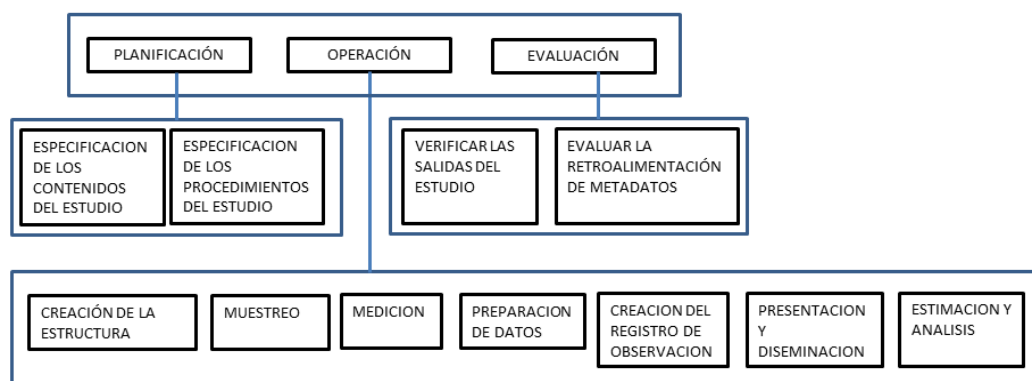 PLANIFICACIÓN
OPERACIÓN
EVALUACIÓN
ESPECIFICACION
DE LOS
CONTENIDOS
DEL ESTUDIO
ESPECIFICACION
DE LOS
PROCEDIMIENTOS
DEL ESTUDIO
VERIFICAR LAS
SALIDAS DEL
ESTUDIO
EVALUAR LA
RETROALIMENTACIÓN
DE METADATOS
CREACIÓN DE LA
ESTRUCTURA
MUESTREO
MEDICION
PREPARACION
DE DATOS
CREACION DEL
REGISTRO DE
OBSERVACION
PRESENTACION
Y
DISEMINACION
ESTIMACION Y
ANALISIS